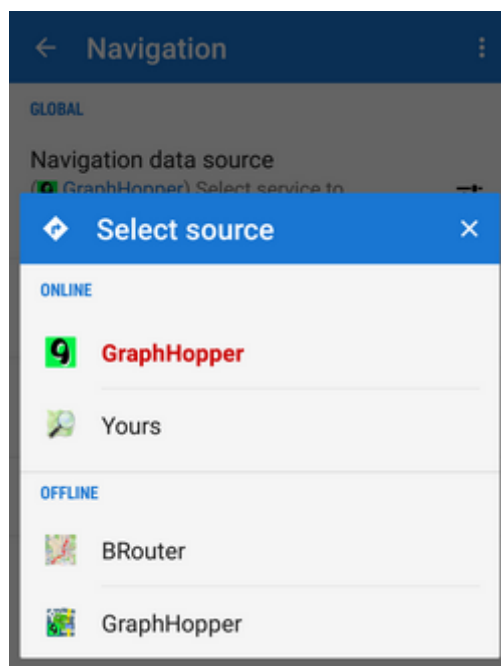 Navigation
GLOBAL
Navigation data source
(GraphHopper) Select service to
Select source
ONLINE
GraphHopper
Yours
OFFLINE
BRouter
GraphHopper